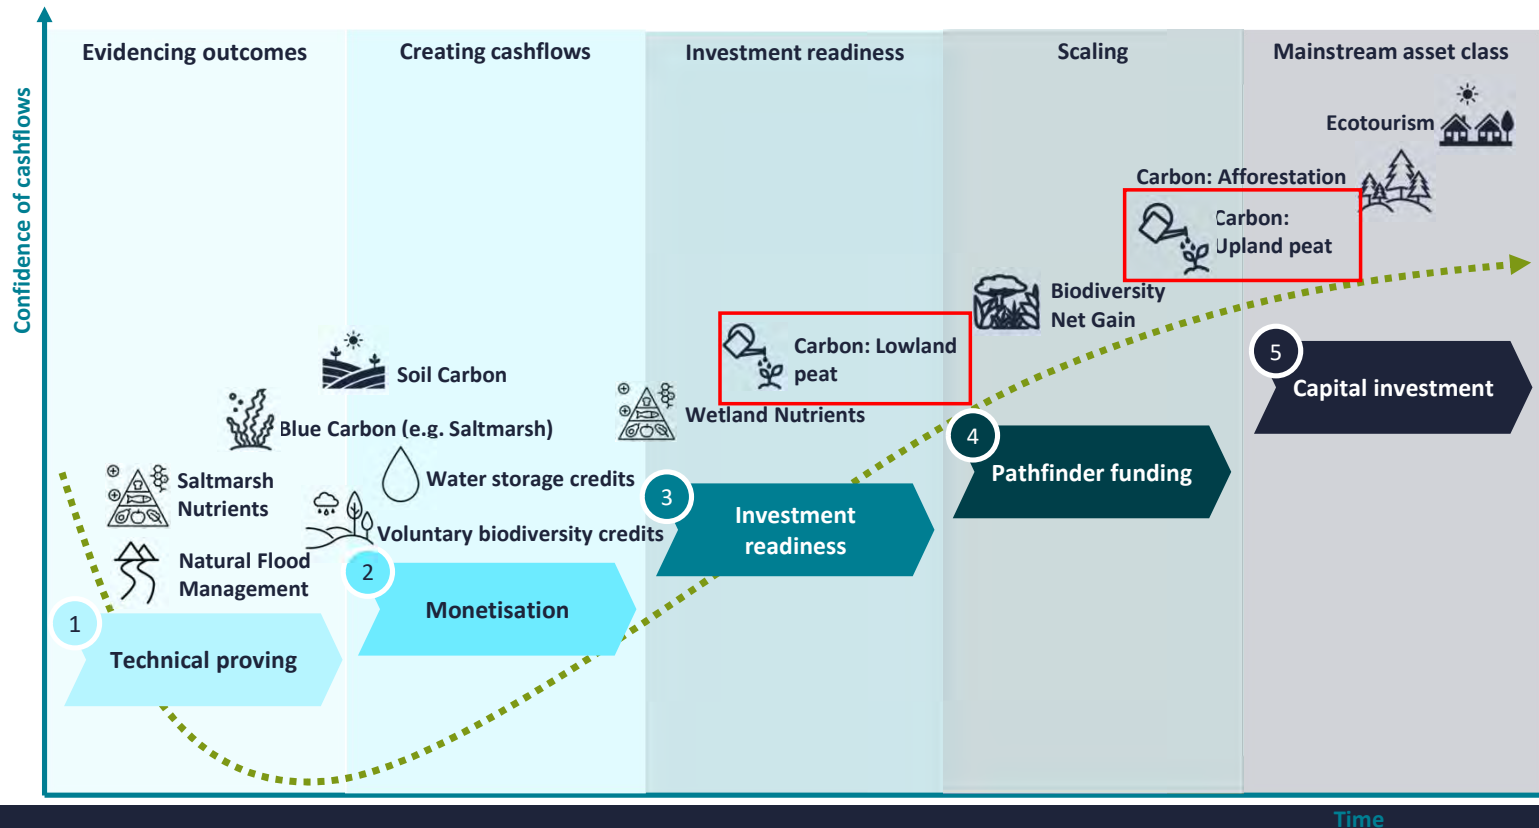 Evidencing outcomes
Creating cashflows
Investment readiness
Scaling
Mainstream asset class
Confidence of cashflows
Ecotourism
Carbon: Afforestation
Carbon:
Upland peat
Biodiversity
Net Gain
Carbon: Lowland
peat
Soil Carbon
Wetland Nutrients
Blue Carbon (e.g. Saltmarsh)
Water storage credits
Saltmarsh
Nutrients
Voluntary biodiversity credits
Natural Flood
Management
1
Technical proving
2
Monetisation
3
Investment
readiness
4
Pathfinder funding
5
Capital investment
Time